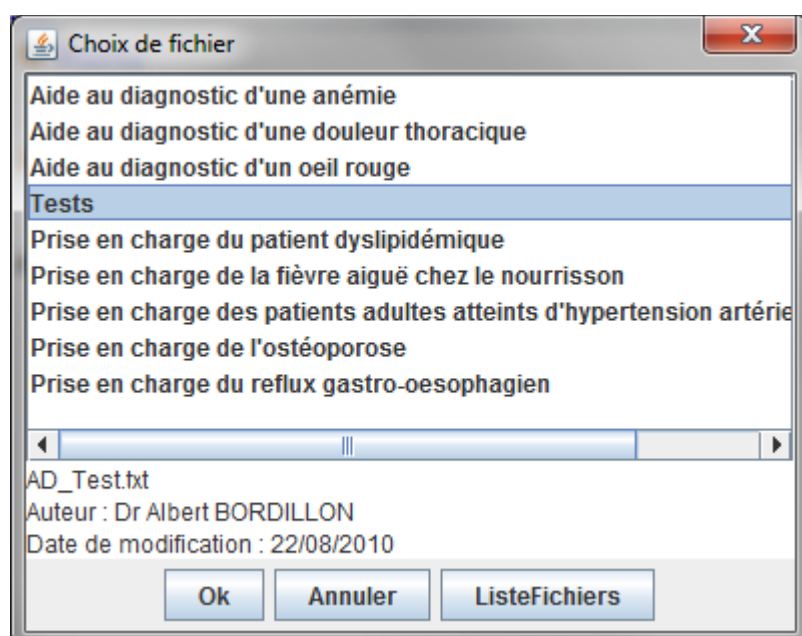 Choix de fichier
Aide au diagnostic d'une anémie
Aide au diagnostic d'une douleur thoracique
Aide au diagnostic d'un oeil rouge
Tests
Prise en charge du patient dyslipidémique
Prise en charge de la fièvre aiguë chez le nourrisson
Prise en charge des patients adultes atteints d'hypertension artérie
Prise en charge de l'ostéoporose
Prise en charge du reflux gastro-oesophagien
AD_Test.txt
Auteur : Dr Albert BORDILLON
Date de modification : 22/08/2010
Ok Annuler ListeFichiers